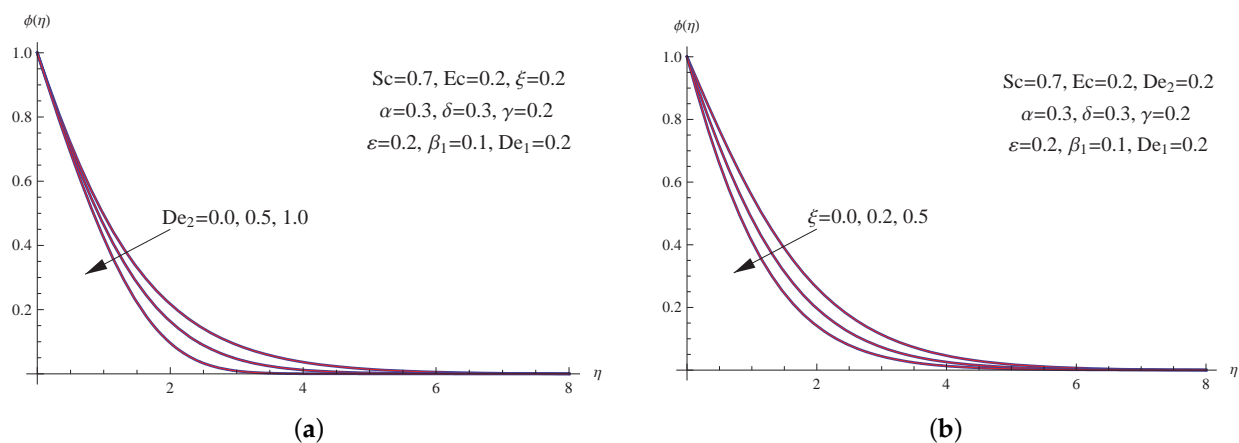 ϕ(η)
1.0
0.8
0.6
0.4
0.2
2
4
6
8
η
Sc=0.7, Ec=0.2, ξ=0.2
α=0.3, δ=0.3, γ=0.2
ε=0.2, β₁=0.1, De₁=0.2
De₂=0.0, 0.5, 1.0
(a)
ϕ(η)
1.0
0.8
0.6
0.4
0.2
2
4
6
8
η
Sc=0.7, Ec=0.2, De₂=0.2
α=0.3, δ=0.3, γ=0.2
ε=0.2, β₁=0.1, De₁=0.2
ξ=0.0, 0.2, 0.5
(b)